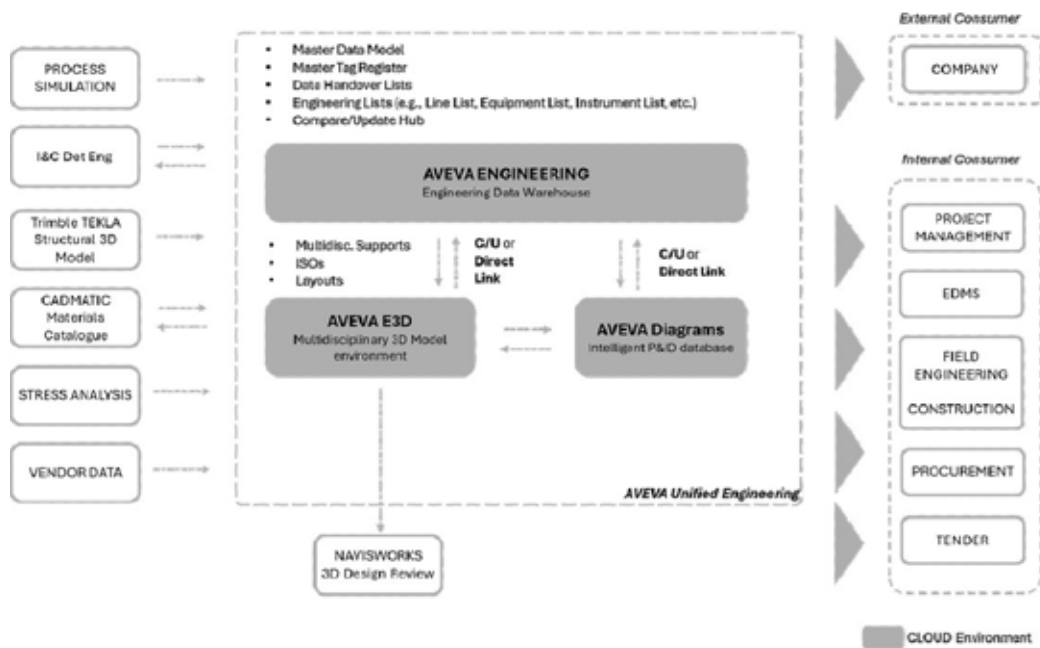 External Consumer
COMPANY
PROCESS
SIMULATION
I&C Det Eng
Trimble TEKLA
Structural 3D
Model
CADMATIC
Materials
Catalogue
STRESS ANALYSIS
VENDOR DATA
• Master Data Model
• Master Tag Register
• Data Handover Lists
• Engineering Lists (e.g., Line List, Equipment List, Instrument List, etc.)
• Compare/Update Hub
AVEVA ENGINEERING
Engineering Data Warehouse
• Multidisc. Supports
• ISOs
• Layouts
C/U or
Direct
Link
C/U or
Direct Link
AVEVA E3D
Multidisciplinary 3D Model
environment
AVEVA Diagrams
Intelligent P&ID database
AVEVA Unified Engineering
NAVISWORKS
3D Design Review
Internal Consumer
PROJECT
MANAGEMENT
EDMS
FIELD
ENGINEERING
CONSTRUCTION
PROCUREMENT
TENDER
CLOUD Environment